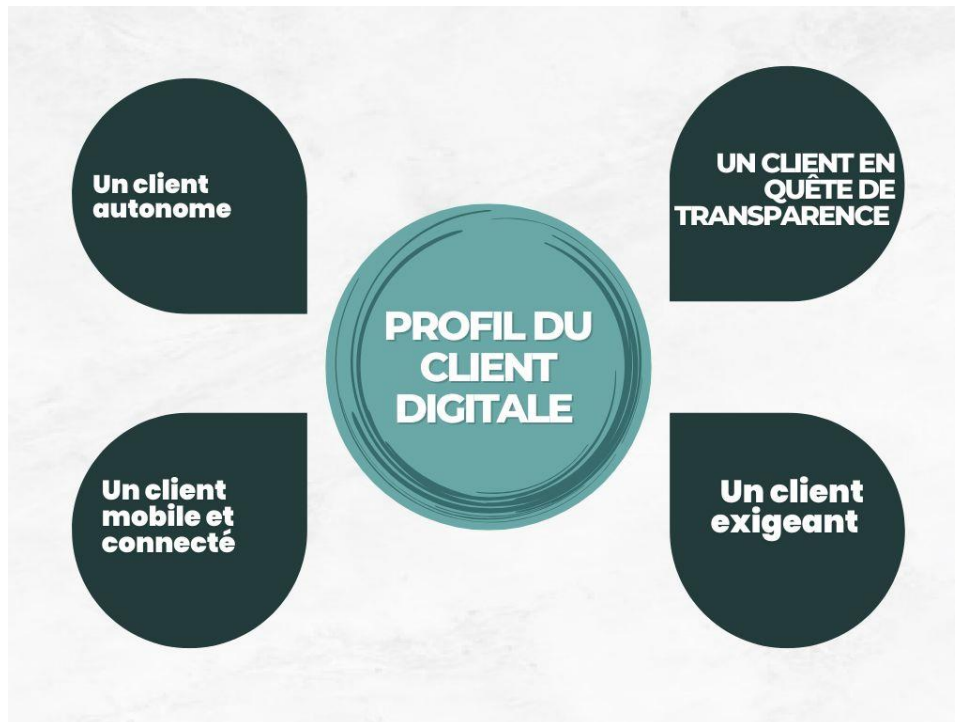 Un client
autonome
UN CLIENT EN
QUÊTE DE
TRANSPARENCE
PROFIL DU
CLIENT
DIGITALE
Un client
mobile et
connecté
Un client
exigeant